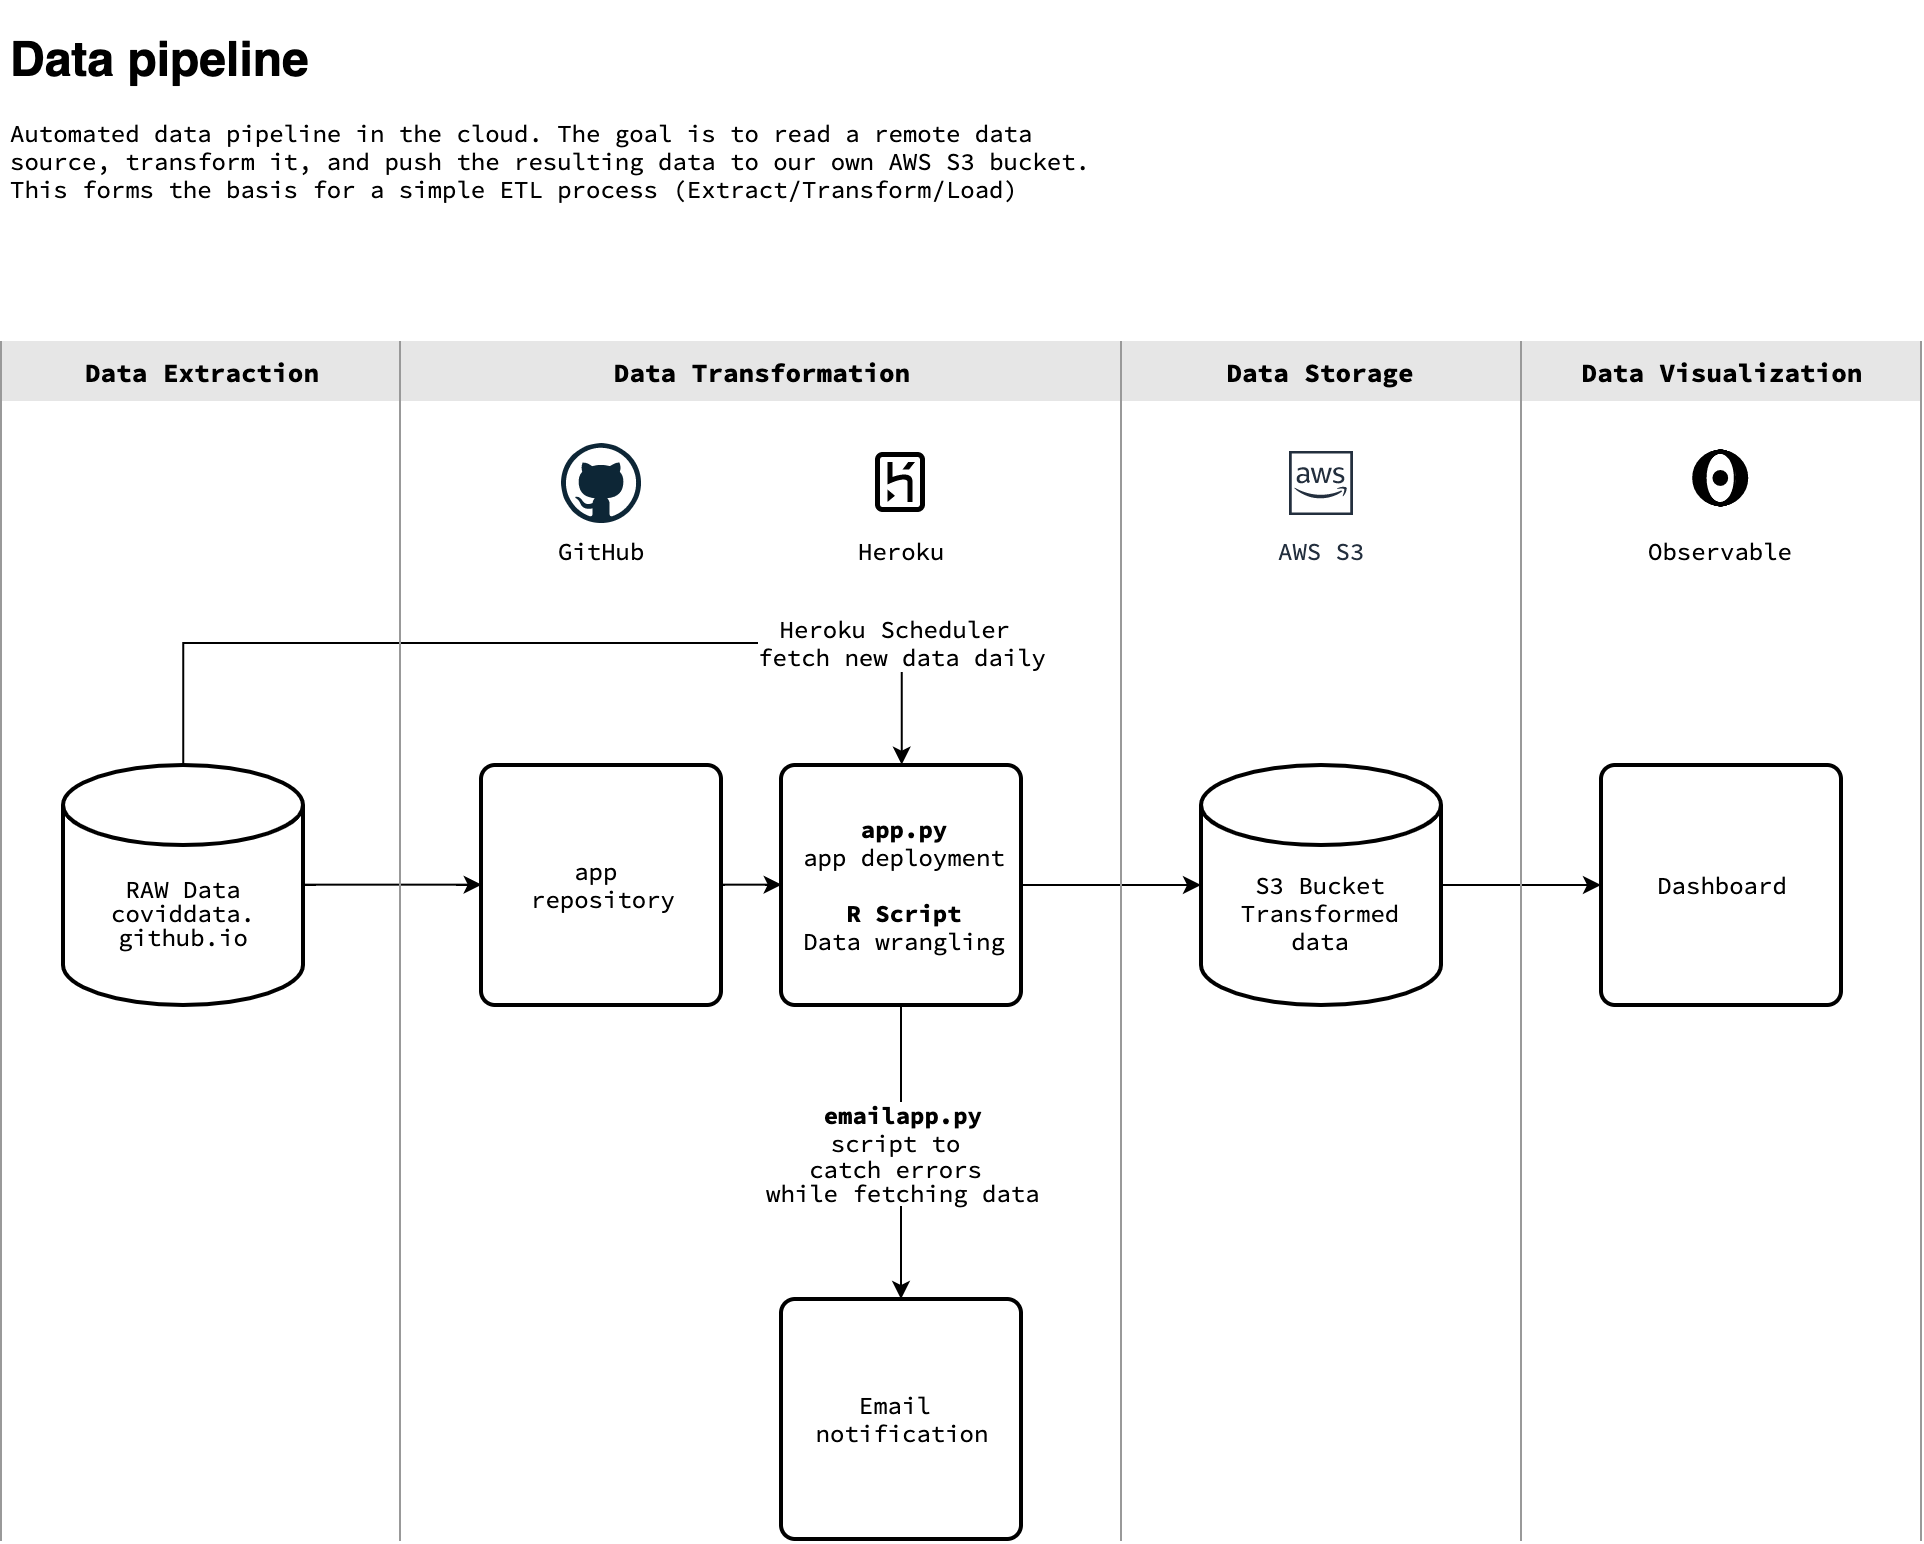 Data pipeline
Automated data pipeline in the cloud. The goal is to read a remote data
source, transform it, and push the resulting data to our own AWS S3 bucket.
This forms the basis for a simple ETL process (Extract/Transform/Load)
Data Extraction
Data Transformation
Data Storage
Data Visualization
aws
GitHub
Heroku
AWS S3
Observable
Heroku Scheduler
fetch new data daily
RAW Data
coviddata.
github.io
app
repository
app.py
app deployment
R Script
Data wrangling
S3 Bucket
Transformed
data
Dashboard
emailapp.py
script to
catch errors
while fetching data
Email
notification